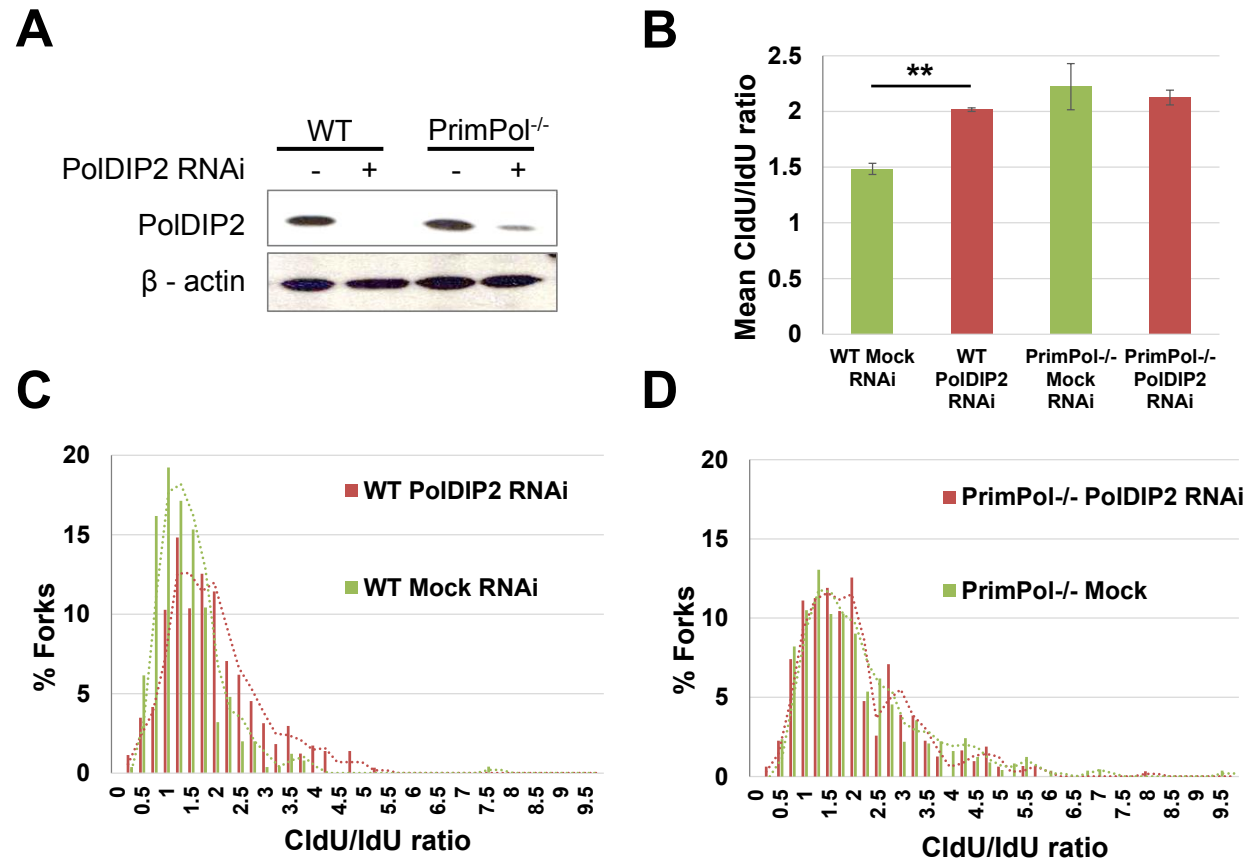 A
WT PrimPol-/-
PolDIP2 RNAi - + - +
PolDIP2
β - actin
B
**
Mean CldU/IdU ratio
2.5
2
1.5
1
0.5
0
WT Mock RNAi
WT PolDIP2 RNAi
PrimPol-/- Mock RNAi
PrimPol-/- PolDIP2 RNAi
C
% Forks
20
15
10
5
0
WT PolDIP2 RNAi
WT Mock RNAi
0 0.5 1 1.5 2 2.5 3 3.5 4 4.5 5 5.5 6 7.5 8 8.5 9 9.5
CldU/IdU ratio
D
% Forks
20
15
10
5
0
PrimPol-/- PolDIP2 RNAi
PrimPol-/- Mock
0 0.5 1 1.5 2 2.5 3 3.5 4 4.5 5 5.5 6 6.5 7 7.5 8 8.5 9 9.5
CldU/IdU ratio